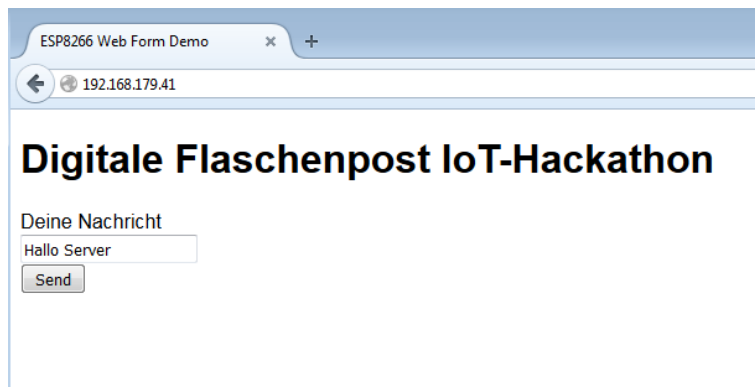 ESP8266 Web Form Demo
192.168.179.41
Digitale Flaschenpost IoT-Hackathon
Deine Nachricht
Hallo Server
Send